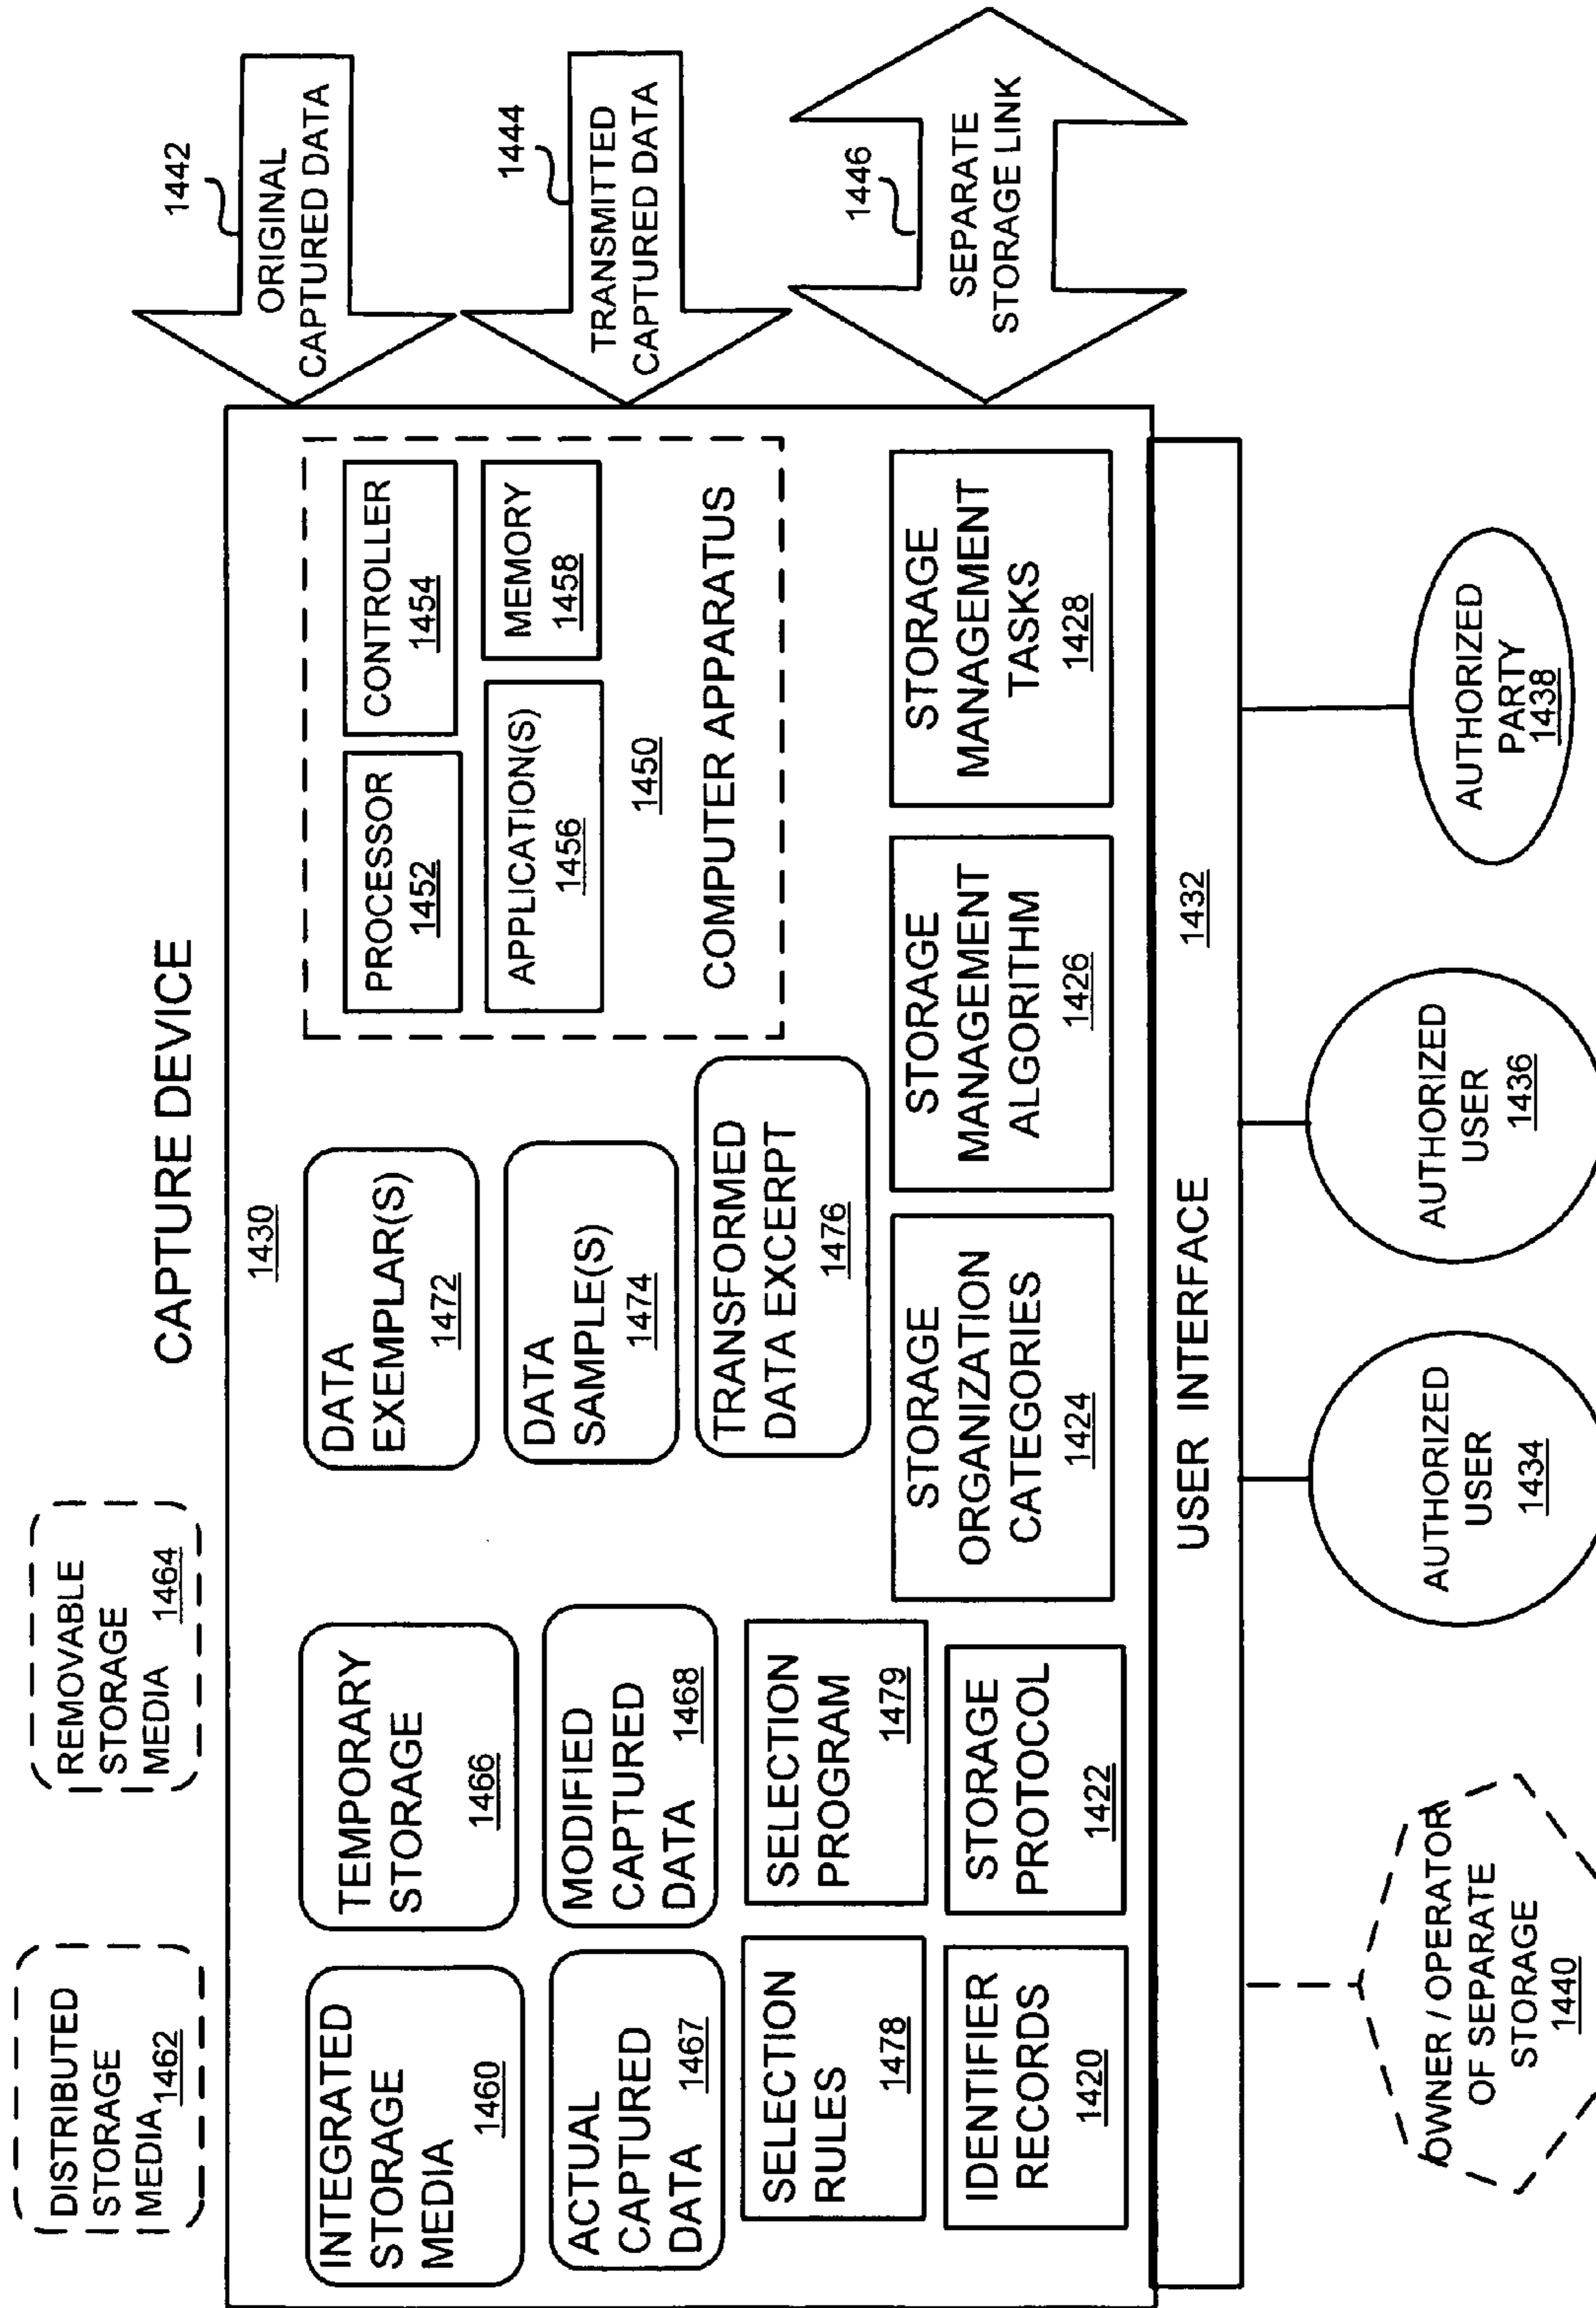 CAPTURE DEVICE
DISTRIBUTED
STORAGE
MEDIA 1462
REMOVABLE
STORAGE
MEDIA 1464
1430
INTEGRATED
STORAGE
MEDIA 1460
TEMPORARY
STORAGE
1466
ACTUAL
CAPTURED
DATA 1467
MODIFIED
CAPTURED
DATA 1468
DATA
EXEMPLAR(S)
1472
DATA
SAMPLE(S)
1474
TRANSFORMED
DATA EXCERPT
1476
PROCESSOR
1452
CONTROLLER
1454
APPLICATION(S)
1456
MEMORY
1458
1450
COMPUTER APPARATUS
SELECTION
RULES 1478
SELECTION
PROGRAM
1479
IDENTIFIER
RECORDS
1420
STORAGE
PROTOCOL
1422
STORAGE
ORGANIZATION
CATEGORIES
1424
STORAGE
MANAGEMENT
ALGORITHM
1426
STORAGE
MANAGEMENT
TASKS
1428
1442
ORIGINAL
CAPTURED DATA
1444
TRANSMITTED
CAPTURED DATA
1446
SEPARATE
STORAGE LINK
USER INTERFACE 1432
OWNER / OPERATOR
OF SEPARATE
STORAGE
1440
AUTHORIZED
USER
1434
AUTHORIZED
USER
1436
AUTHORIZED
PARTY
1438